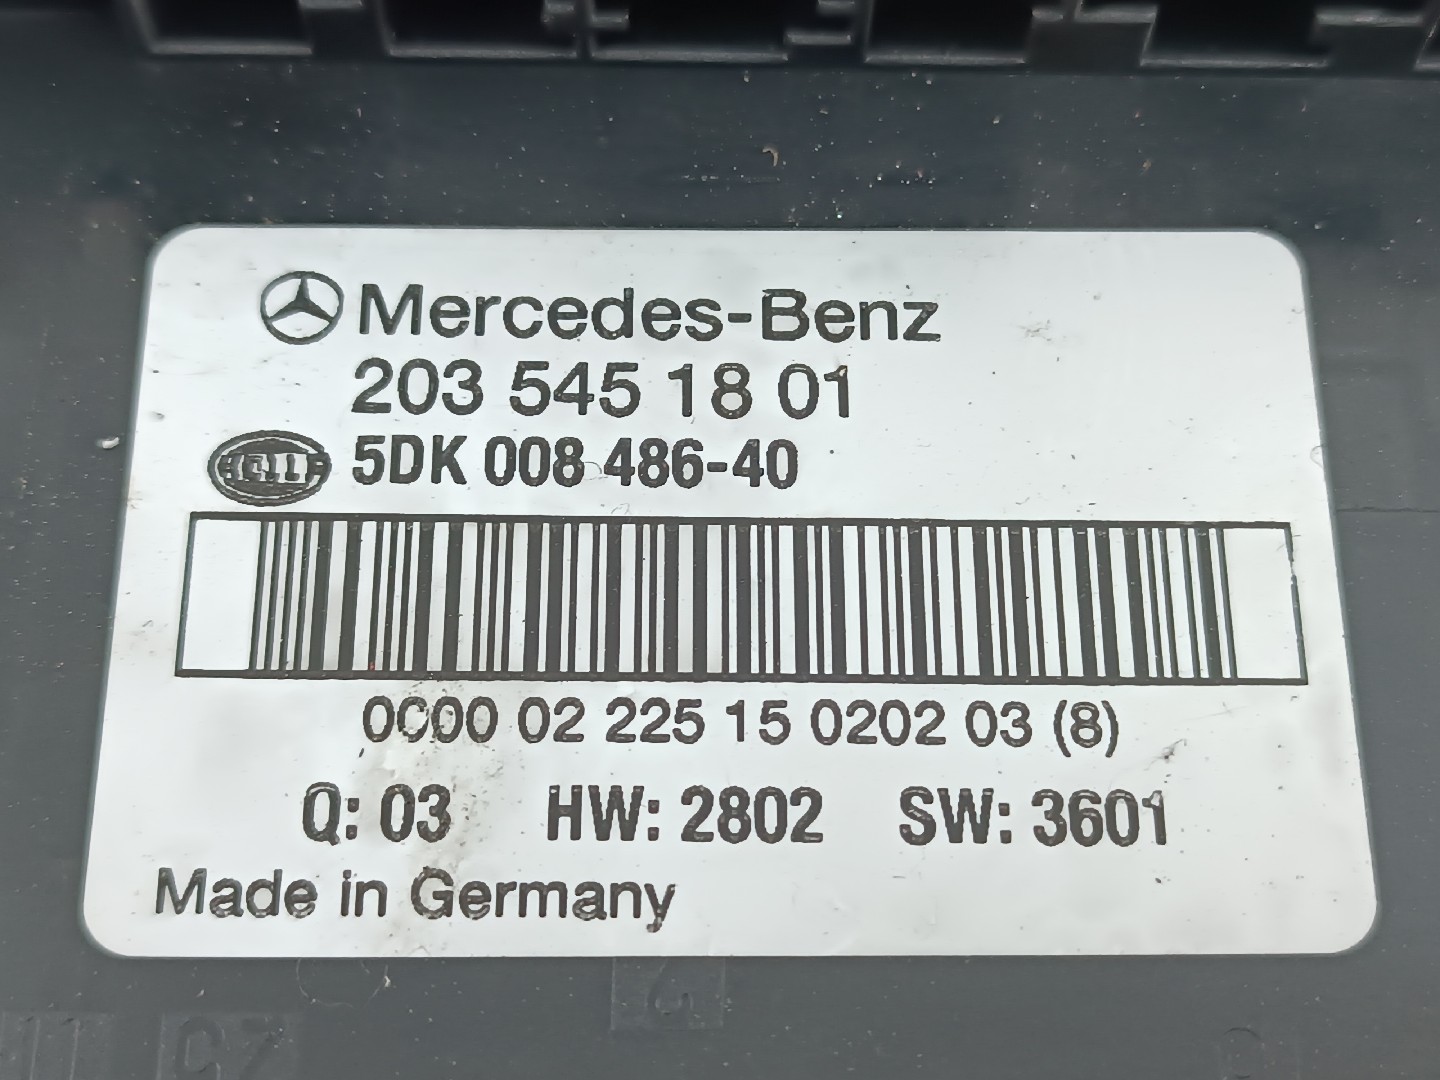 Mercedes-Benz
203 545 18 01
HELLA 5DK 008 486-40
0000 02 225 15 0202 03 (8)
Q: 03 HW: 2802 SW: 3601
Made in Germany